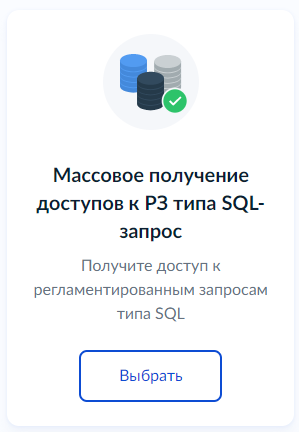 Массовое получение
доступов к РЗ типа SQL-
запрос
Получите доступ к
регламентированным запросам
типа SQL
Выбрать